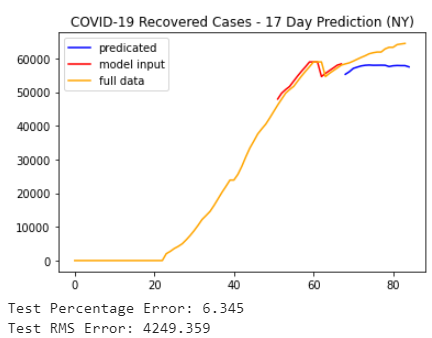 COVID-19 Recovered Cases - 17 Day Prediction (NY)
predicated
model input
full data
60000
50000
40000
30000
20000
10000
0
0 20 40 60 80
Test Percentage Error: 6.345
Test RMS Error: 4249.359